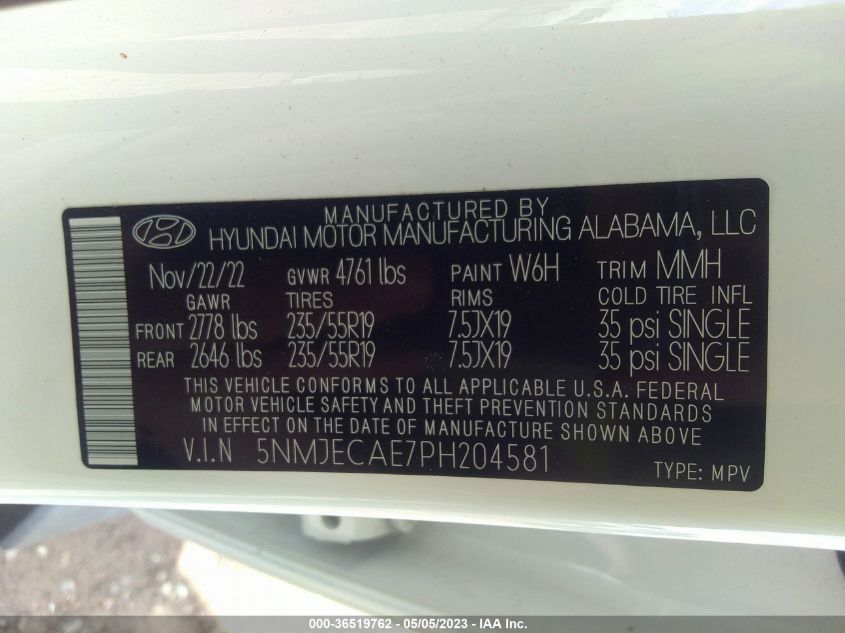 MANUFACTURED BY
HYUNDAI MOTOR MANUFACTURING ALABAMA, LLC
Nov/22/22 GVWR 4761 lbs PAINT W6H TRIM MMH
GAWR TIRES RIMS COLD TIRE INFL
FRONT 2778 lbs 235/55R19 7.5JX19 35 psi SINGLE
REAR 2646 lbs 235/55R19 7.5JX19 35 psi SINGLE
THIS VEHICLE CONFORMS TO ALL APPLICABLE U.S.A. FEDERAL
MOTOR VEHICLE SAFETY AND THEFT PREVENTION STANDARDS
IN EFFECT ON THE DATE OF MANUFACTURE SHOWN ABOVE.
V.I.N 5NMJECAE7PH204581
TYPE: MPV
000-36519762 - 05/05/2023 - IAA Inc.